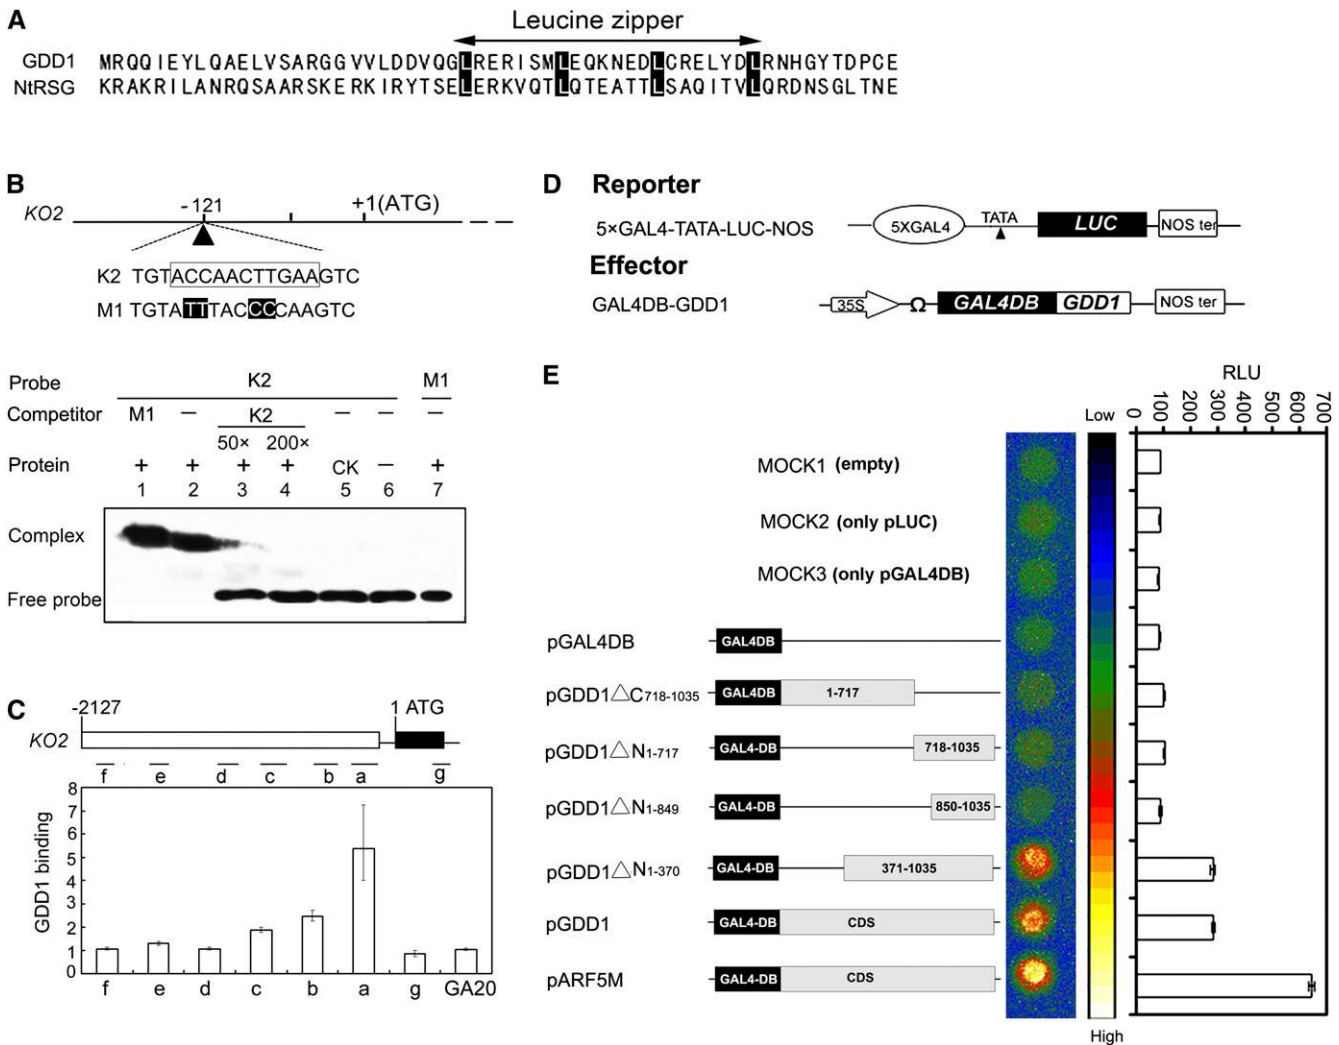 A
Leucine zipper
GDD1 MRQQIEYLQAELVSARGGVVLDDVQGLRERISMLEQKNEDLCRELYDLRNHGYTDPCE
NtRSG KRAKRILANRQSAARSKERKIRYTSELERKVQTLQTEATTLSAQITVLQRDNSGLTNE
B
KO2 -121 +1(ATG)
K2 TGTACCAACTTGAAGTC
M1 TGTATTTACCCCAAGTC
Probe K2 M1
Competitor M1 – K2 – – –
50× 200×
Protein + + + + CK – +
1 2 3 4 5 6 7
Complex
Free probe
C
-2127 1 ATG
KO2
f e d c b a g
GDD1 binding
8
7
6
5
4
3
2
1
0
f e d c b a g GA20
D Reporter
5×GAL4-TATA-LUC-NOS 5XGAL4 TATA LUC NOS ter
Effector
GAL4DB-GDD1 35S Ω GAL4DB GDD1 NOS ter
E
RLU
Low
0 100 200 300 400 500 600 700
MOCK1 (empty)
MOCK2 (only pLUC)
MOCK3 (only pGAL4DB)
pGAL4DB GAL4DB
pGDD1△C718-1035 GAL4DB 1-717
pGDD1△N1-717 GAL4-DB 718-1035
pGDD1△N1-849 GAL4-DB 850-1035
pGDD1△N1-370 GAL4-DB 371-1035
pGDD1 GAL4-DB CDS
pARF5M GAL4-DB CDS
High